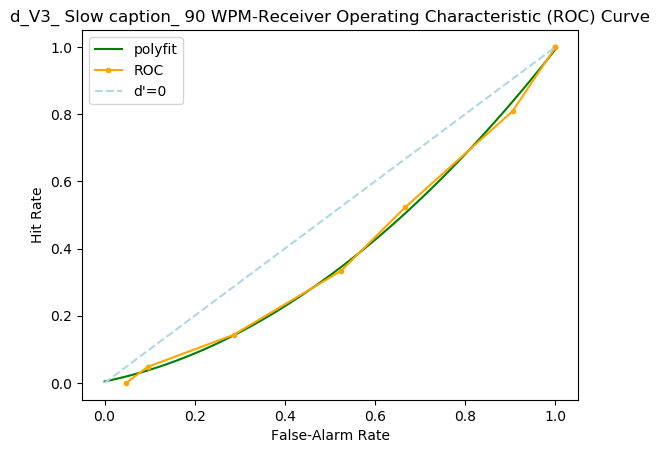 d_V3_ Slow caption_ 90 WPM-Receiver Operating Characteristic (ROC) Curve
polyfit
ROC
d'=0
1.0
0.8
0.6
0.4
0.2
0.0
Hit Rate
0.0 0.2 0.4 0.6 0.8 1.0
False-Alarm Rate